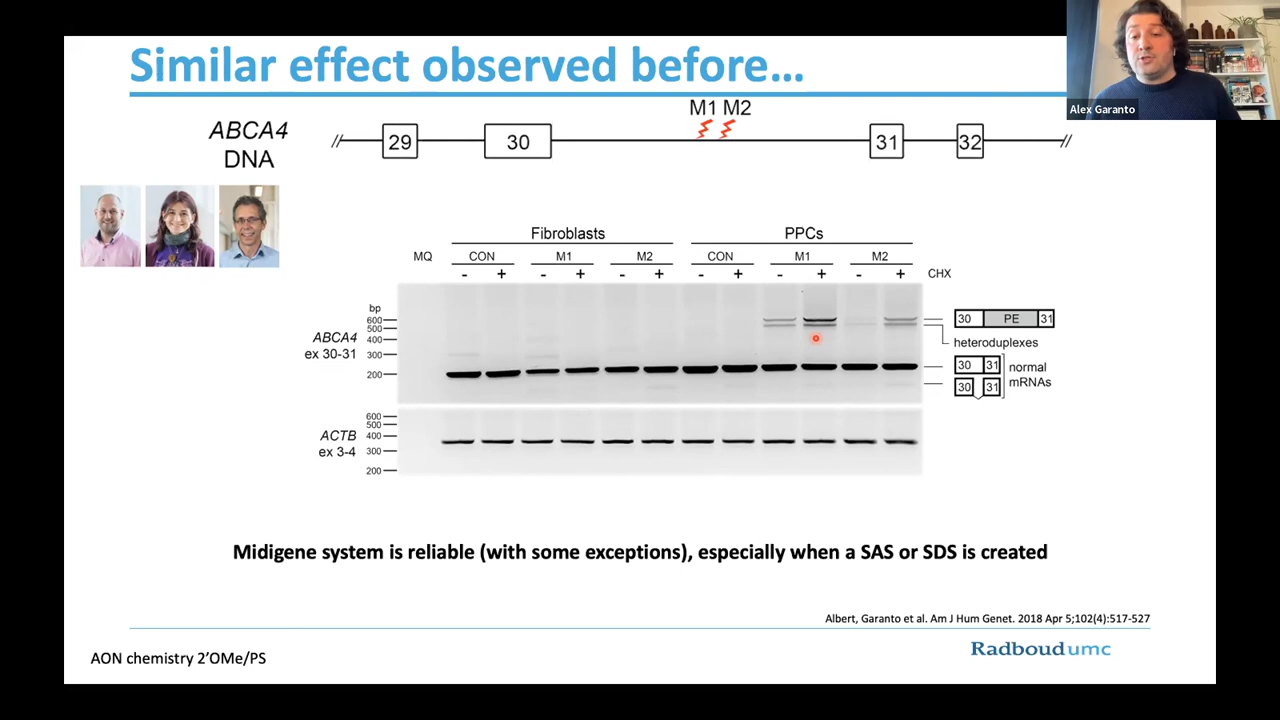 Similar effect observed before...
Alex Garanto
M1 M2
ABCA4
DNA
29 30 31 32
Fibroblasts PPCs
MQ CON M1 M2 CON M1 M2
- + - + - + - + - + - + CHX
bp
600
500
400
300
200
ABCA4
ex 30-31
30 PE 31
heteroduplexes
30 31
30 31
normal
mRNAs
600
500
400
300
200
ACTB
ex 3-4
Midigene system is reliable (with some exceptions), especially when a SAS or SDS is created
Albert, Garanto et al. Am J Hum Genet. 2018 Apr 5;102(4):517-527
AON chemistry 2'OMe/PS
Radboudumc